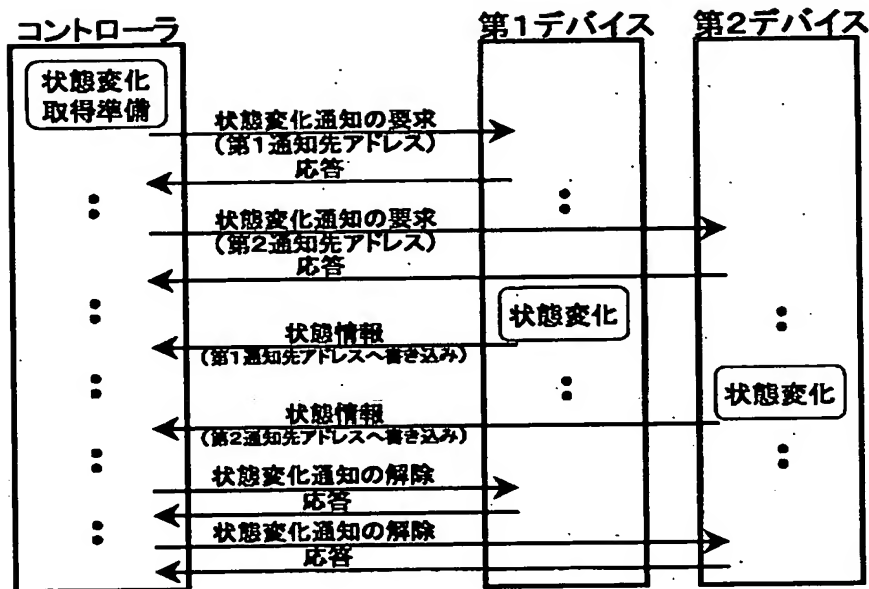 コントローラ
第1デバイス
第2デバイス
状態変化
取得準備
状態変化通知の要求
(第1通知先アドレス)
応答
状態変化通知の要求
(第2通知先アドレス)
応答
状態変化
状態情報
(第1通知先アドレスへ書き込み)
状態変化
状態情報
(第2通知先アドレスへ書き込み)
状態変化通知の解除
応答
状態変化通知の解除
応答